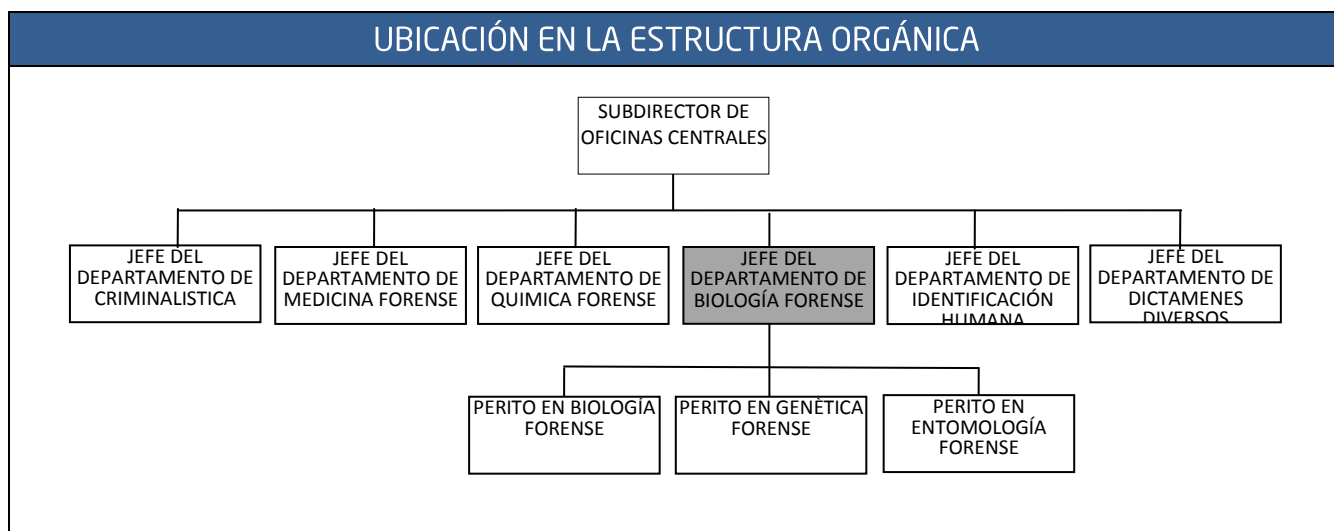 UBICACIÓN EN LA ESTRUCTURA ORGÁNICA
SUBDIRECTOR DE
OFICINAS CENTRALES
JEFE DEL
DEPARTAMENTO DE
CRIMINALISTICA
JEFE DEL
DEPARTAMENTO DE
MEDICINA FORENSE
JEFE DEL
DEPARTAMENTO DE
QUIMICA FORENSE
JEFE DEL
DEPARTAMENTO DE
BIOLOGÍA FORENSE
JEFE DEL
DEPARTAMENTO DE
IDENTIFICACIÓN
HUMANA
JEFE DEL
DEPARTAMENTO DE
DICTAMENES
DIVERSOS
PERITO EN BIOLOGÍA
FORENSE
PERITO EN GENÈTICA
FORENSE
PERITO EN
ENTOMOLOGÍA
FORENSE